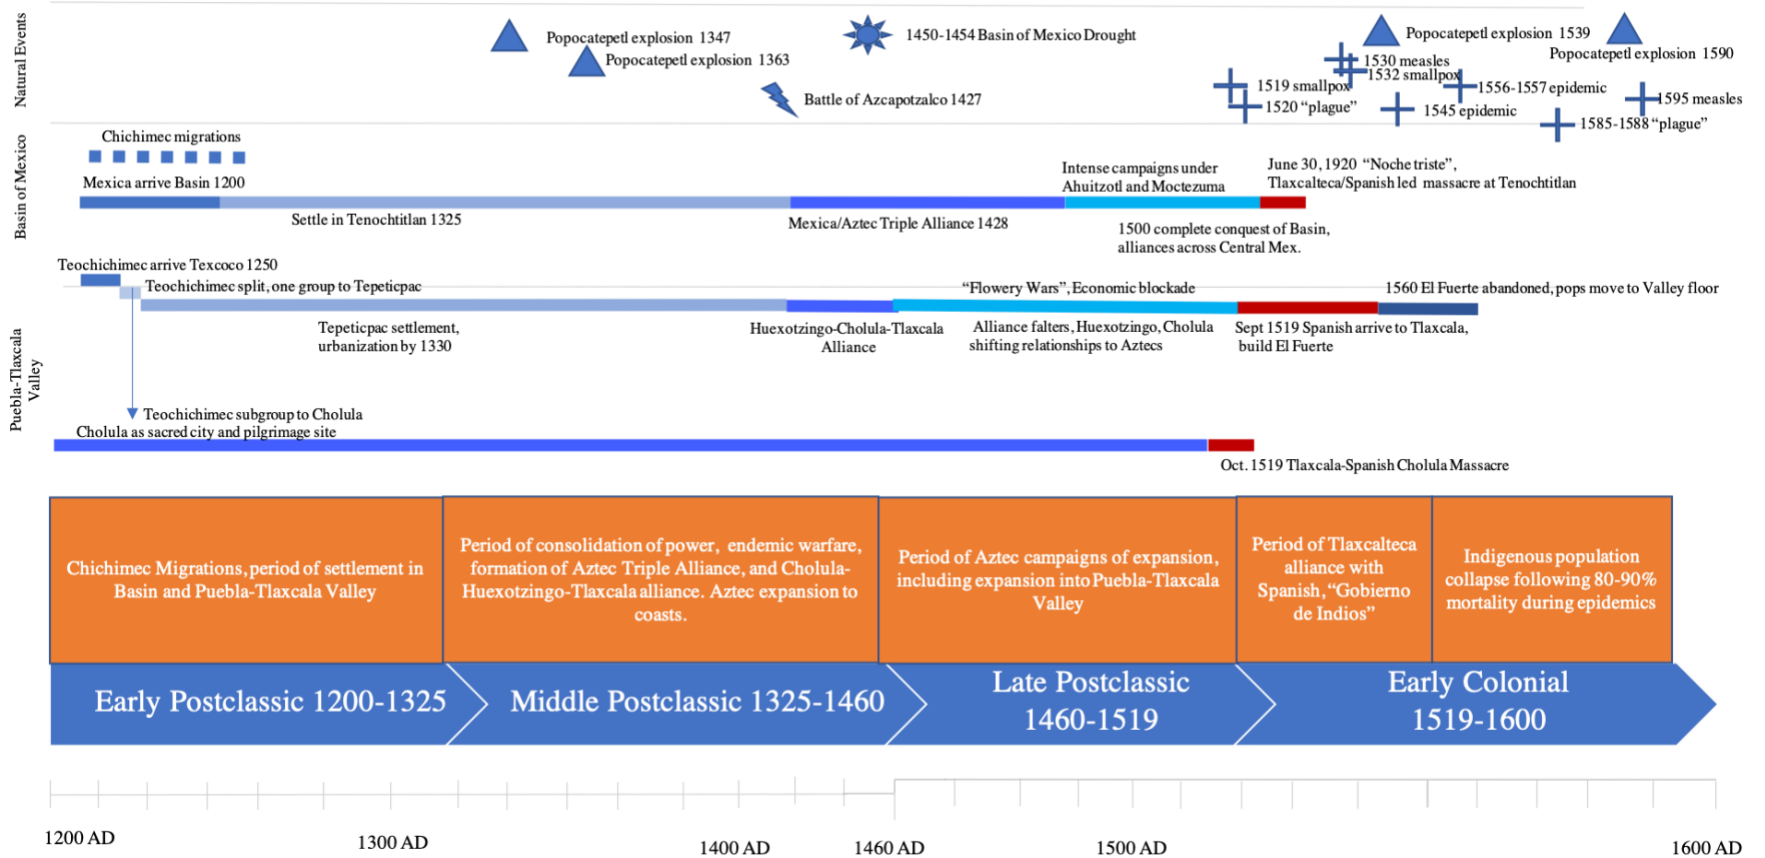 Natural Events
Popocatepetl explosion 1347
Popocatepetl explosion 1363
Battle of Azcapotzalco 1427
1450-1454 Basin of Mexico Drought
1519 smallpox
1520 “plague”
1530 measles
1532 smallpox
Popocatepetl explosion 1539
1545 epidemic
1556-1557 epidemic
Popocatepetl explosion 1590
1595 measles
1585-1588 “plague”
Basin of Mexico
Chichimec migrations
Mexica arrive Basin 1200
Settle in Tenochtitlan 1325
Mexica/Aztec Triple Alliance 1428
Intense campaigns under
Ahuitzotl and Moctezuma
1500 complete conquest of Basin,
alliances across Central Mex.
June 30, 1920 “Noche triste”,
Tlaxcalteca/Spanish led massacre at Tenochtitlan
Puebla-Tlaxcala
Valley
Teochichimec arrive Texcoco 1250
Teochichimec split, one group to Tepeticpac
Tepeticpac settlement,
urbanization by 1330
Huexotzingo-Cholula-Tlaxcala
Alliance
“Flowery Wars”, Economic blockade
Alliance falters, Huexotzingo, Cholula
shifting relationships to Aztecs
Sept 1519 Spanish arrive to Tlaxcala,
build El Fuerte
1560 El Fuerte abandoned, pops move to Valley floor
Teochichimec subgroup to Cholula
Cholula as sacred city and pilgrimage site
Oct. 1519 Tlaxcala-Spanish Cholula Massacre
Chichimec Migrations, period of settlement in
Basin and Puebla-Tlaxcala Valley
Period of consolidation of power, endemic warfare,
formation of Aztec Triple Alliance, and Cholula-
Huexotzingo-Tlaxcala alliance. Aztec expansion to
coasts.
Period of Aztec campaigns of expansion,
including expansion into Puebla-Tlaxcala
Valley
Period of Tlaxcalteca
alliance with
Spanish, “Gobierno
de Indios”
Indigenous population
collapse following 80-90%
mortality during epidemics
Early Postclassic 1200-1325
Middle Postclassic 1325-1460
Late Postclassic
1460-1519
Early Colonial
1519-1600
1200 AD
1300 AD
1400 AD
1460 AD
1500 AD
1600 AD